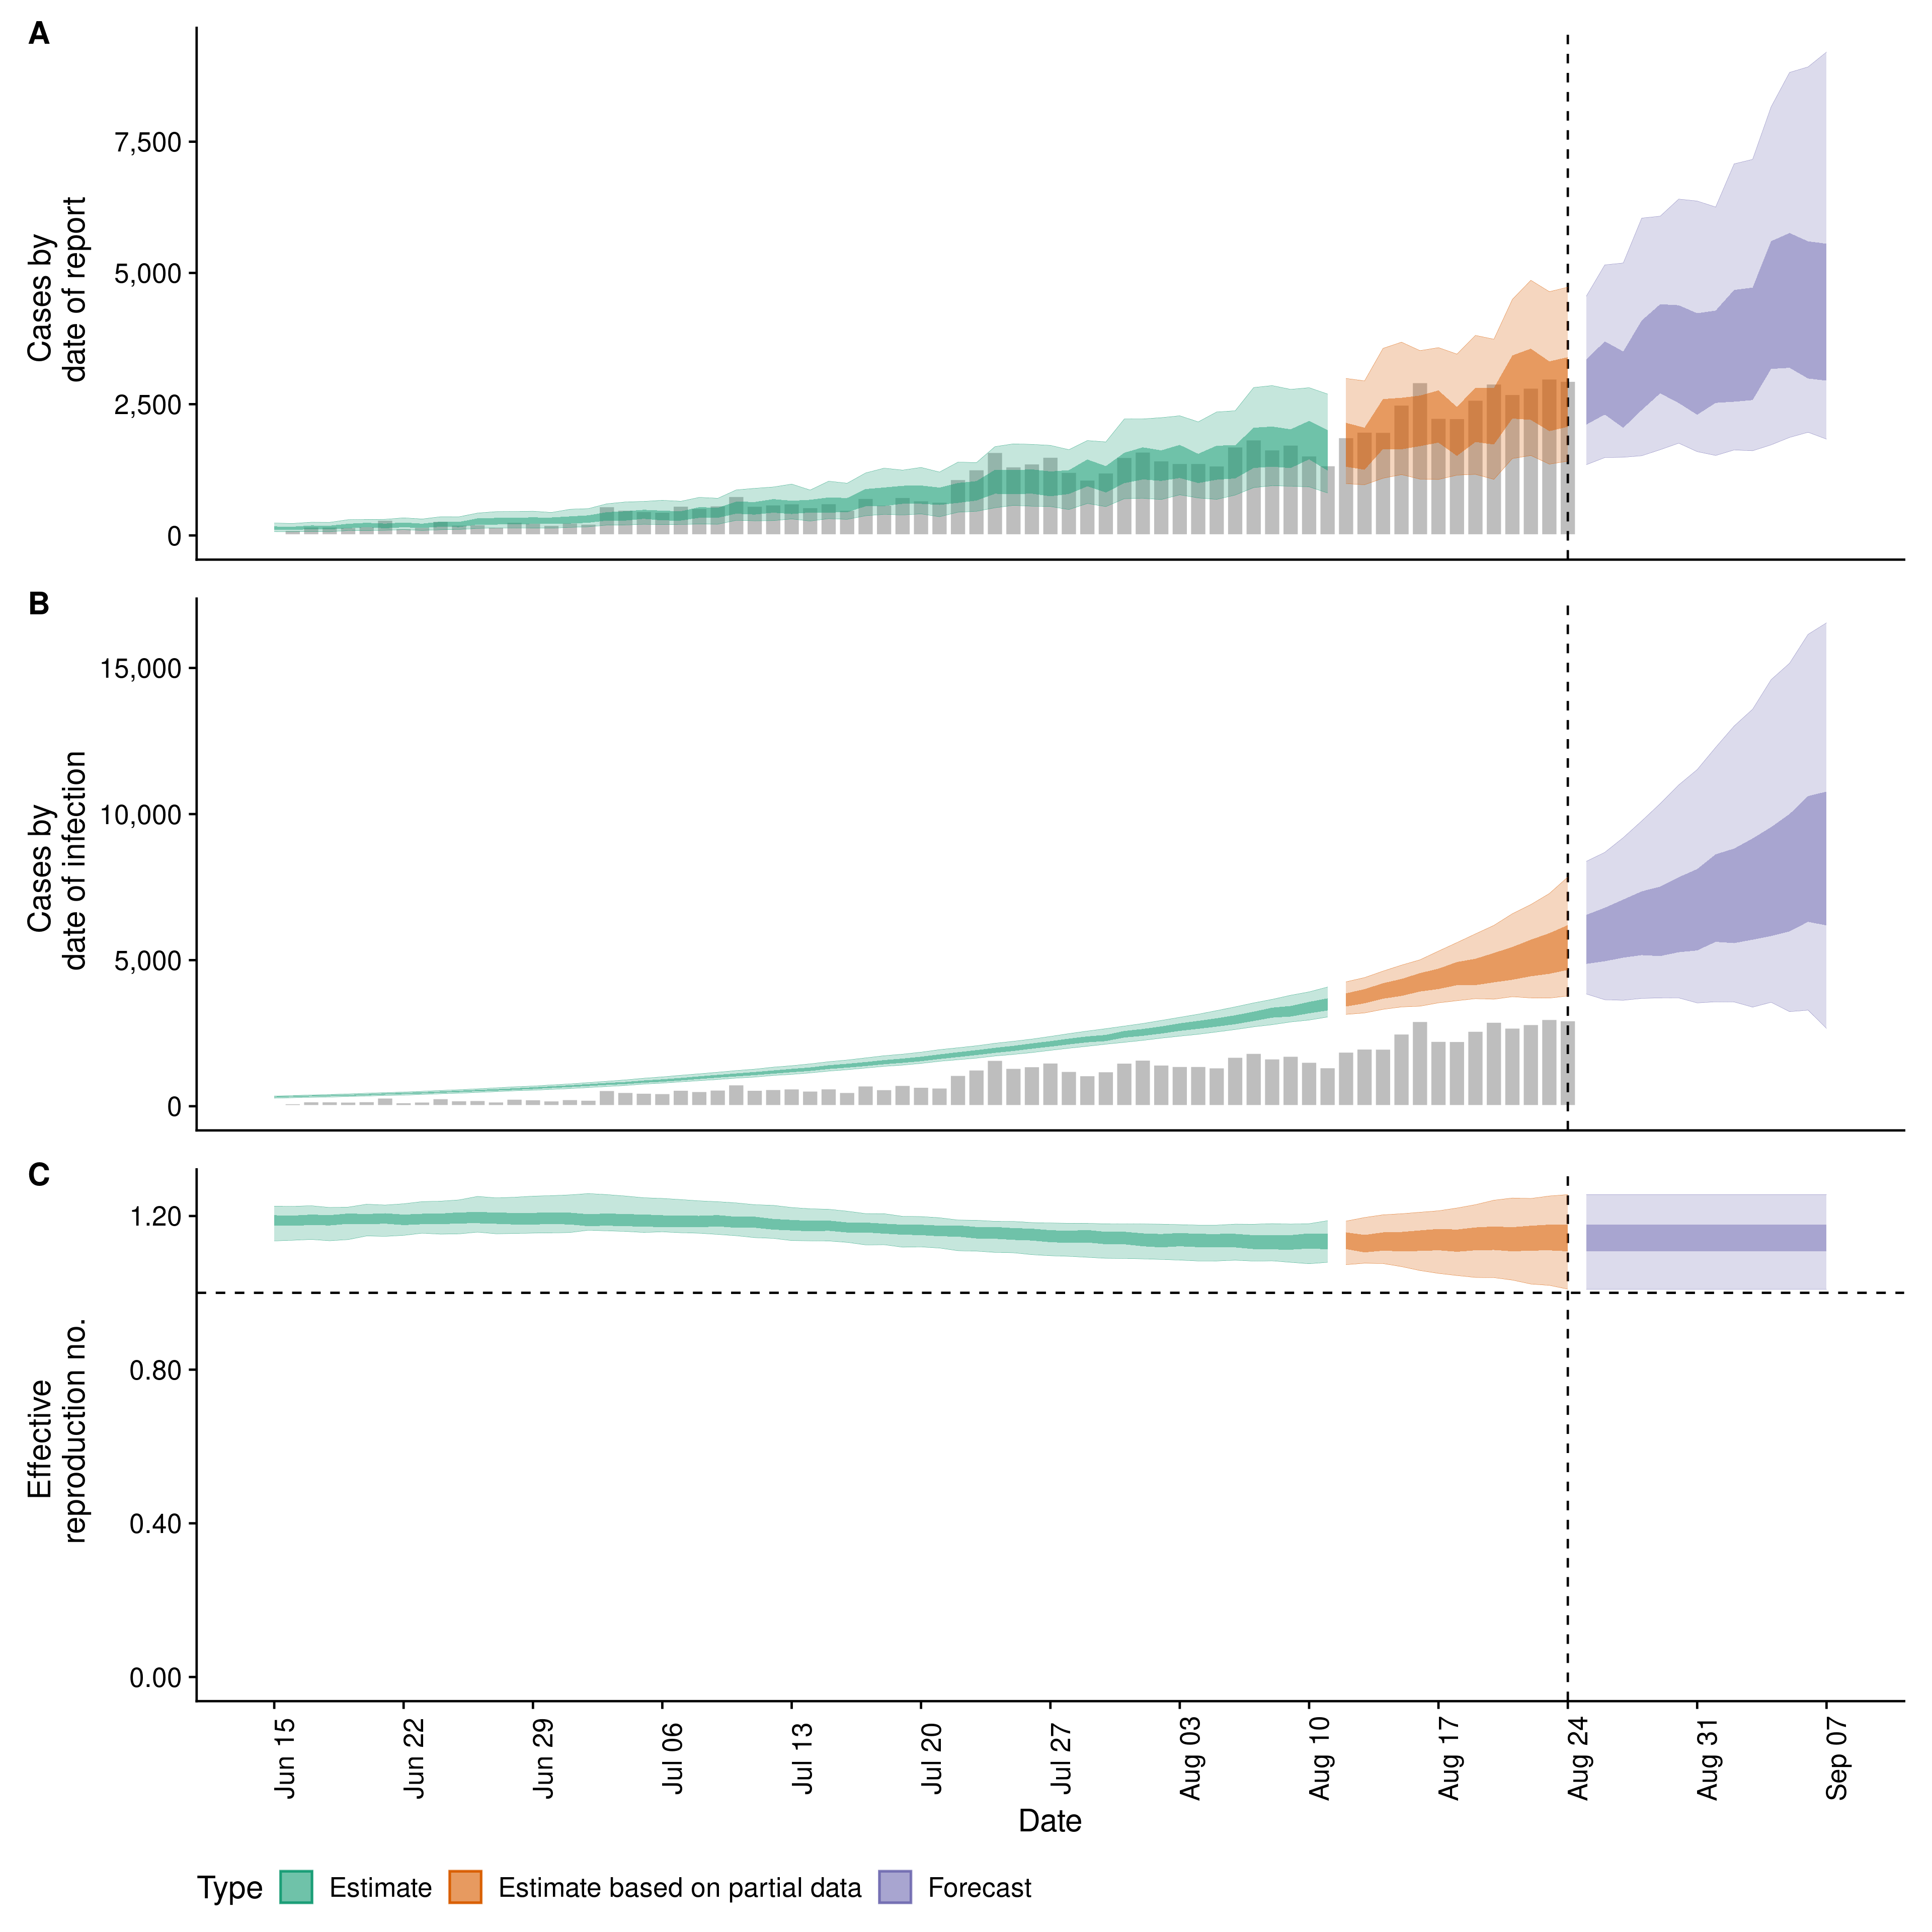 A
Cases by
date of report
7,500
5,000
2,500
0
B
Cases by
date of infection
15,000
10,000
5,000
0
C
Effective
reproduction no.
1.20
0.80
0.40
0.00
Jun 15
Jun 22
Jun 29
Jul 06
Jul 13
Jul 20
Jul 27
Aug 03
Aug 10
Aug 17
Aug 24
Aug 31
Sep 07
Date
Type Estimate Estimate based on partial data Forecast